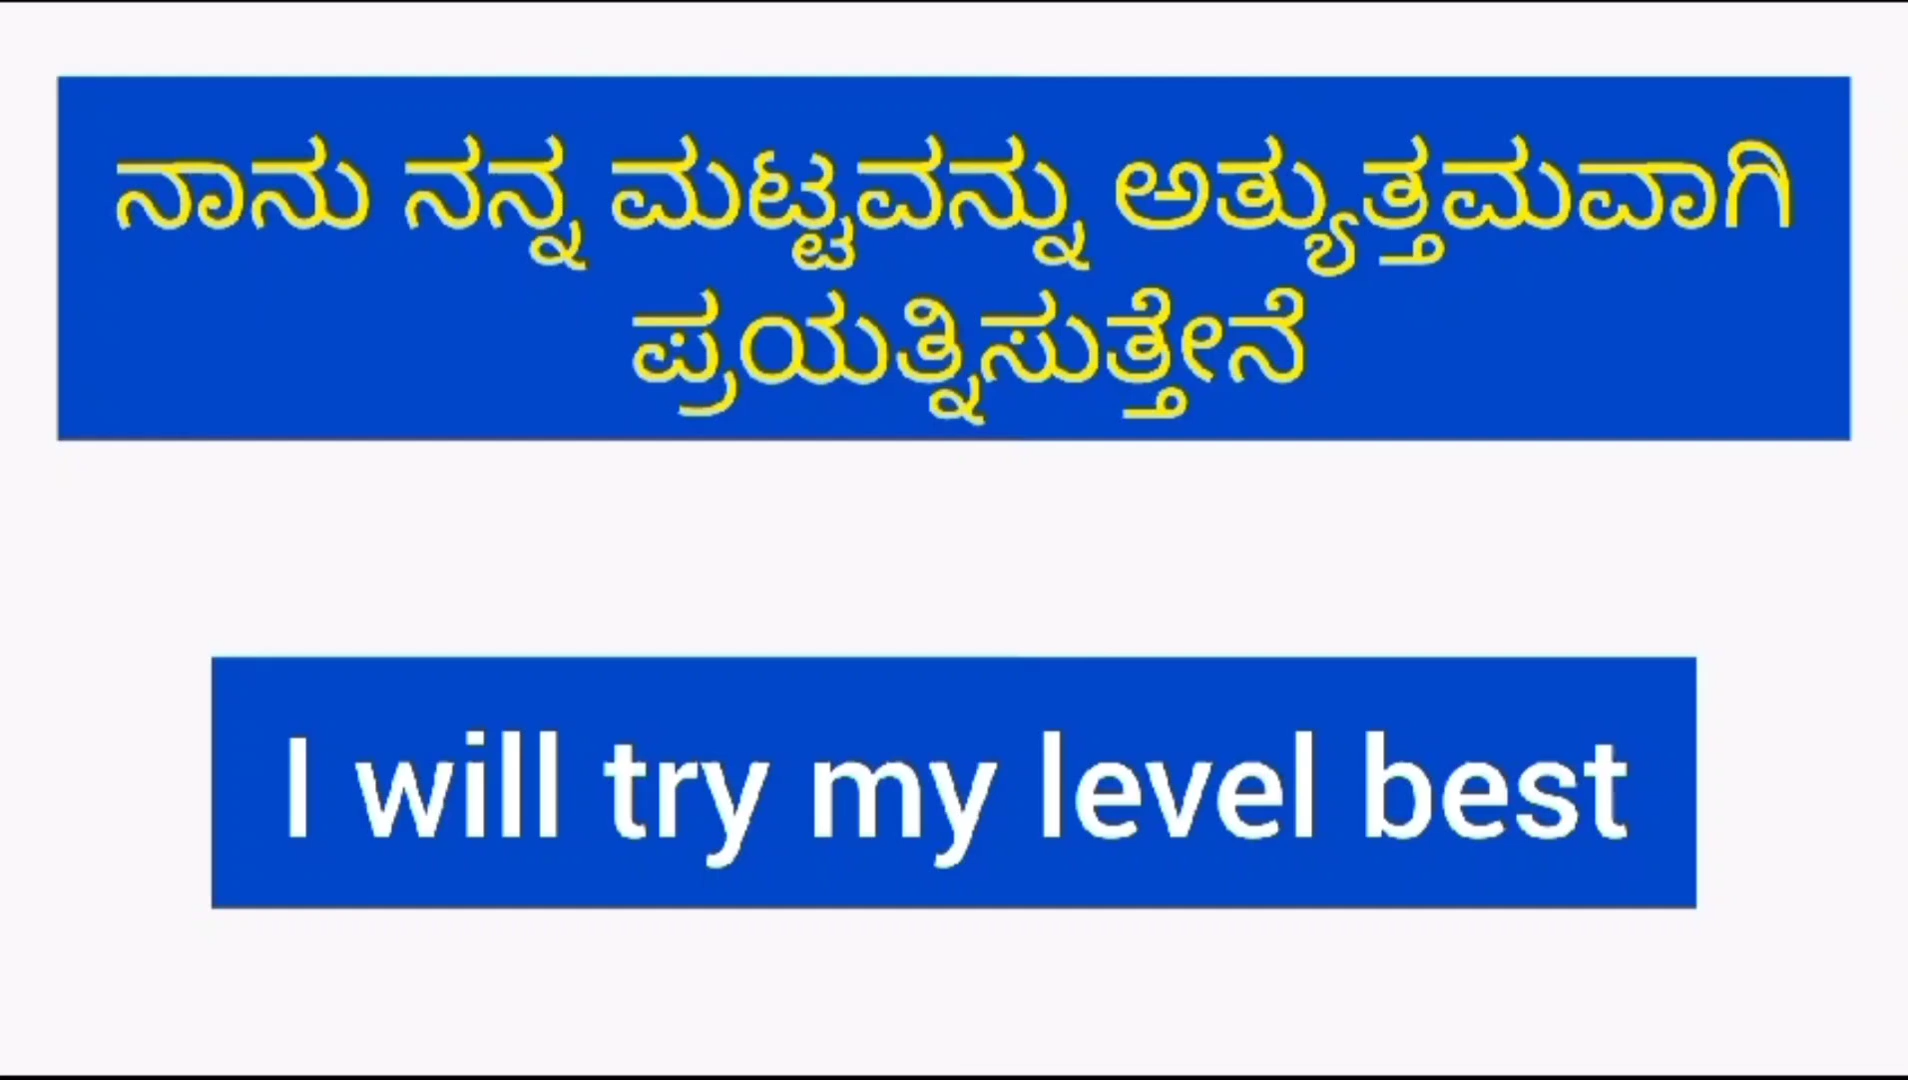 ನಾನು ನನ್ನ ಮಟ್ಟವನ್ನು ಅತ್ಯುತ್ತಮವಾಗಿ
ಪ್ರಯತ್ನಿಸುತ್ತೇನೆ
I will try my level best